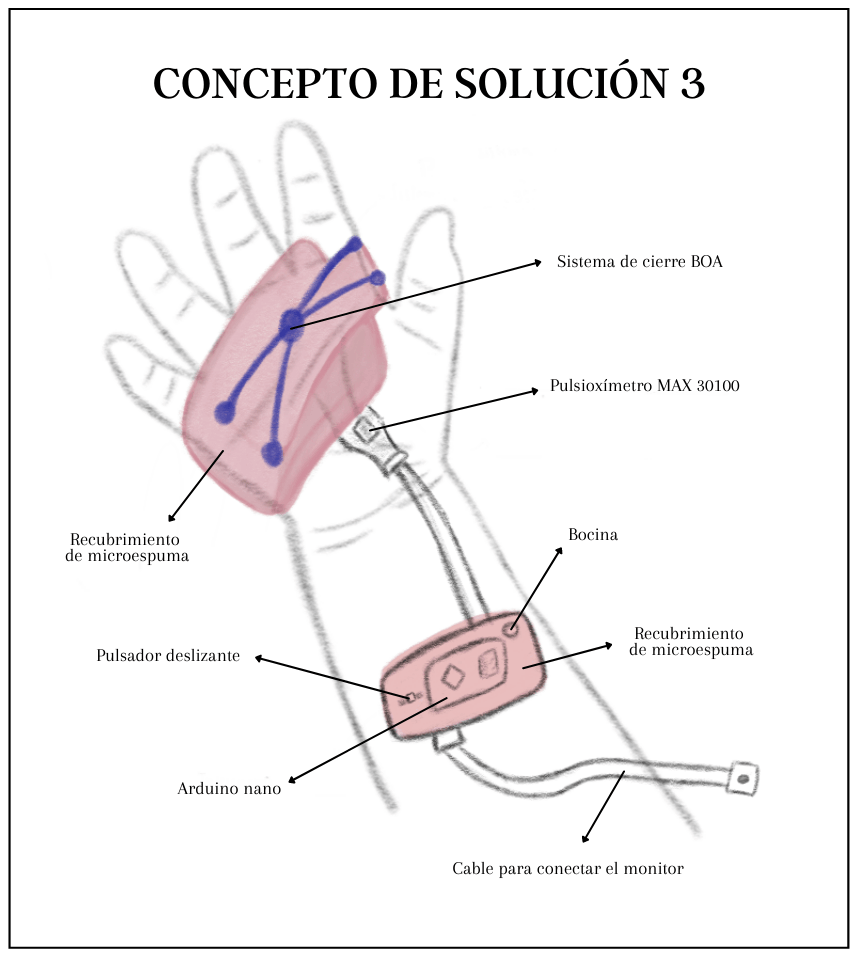 CONCEPTO DE SOLUCIÓN 3
Sistema de cierre BOA
Pulsioxímetro MAX 30100
Recubrimiento
de microespuma
Bocina
Recubrimiento
de microespuma
Pulsador deslizante
Arduino nano
Cable para conectar el monitor